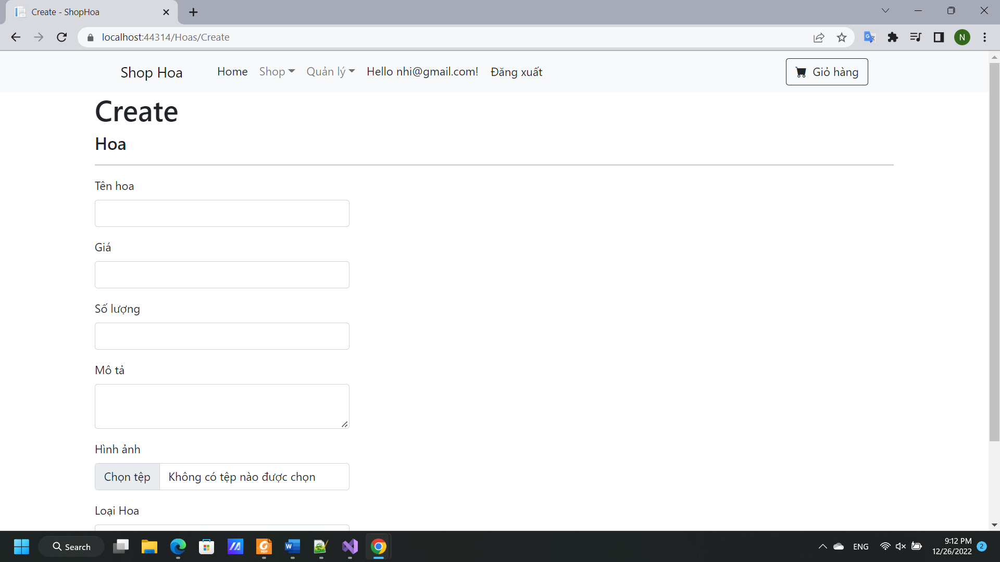 Create - ShopHoa
localhost:44314/Hoas/Create
N
Shop Hoa Home Shop Quản lý Hello nhi@gmail.com! Đăng xuất Giỏ hàng
Create
Hoa
Tên hoa
Giá
Số lượng
Mô tả
Hình ảnh
Chọn tệp Không có tệp nào được chọn
Loại Hoa
Search ENG 9:12 PM
12/26/2022 2